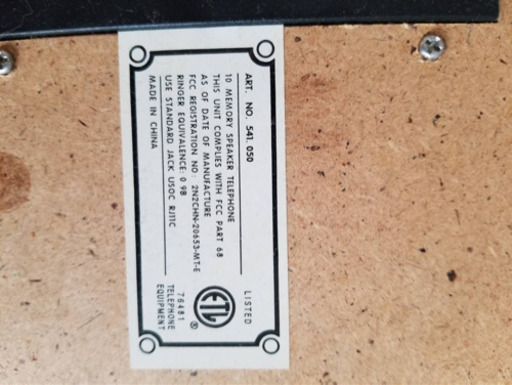 ART. NO. 541. 050
10 MEMORY SPEAKER TELEPHONE
THIS UNIT COMPLIES WITH FCC PART 68
AS OF DATE OF MANUFACTURE
FCC REGISTRATION NO : 2N2CHN-20653-MT-E
RINGER EQUIVALENCE: 0 9B
USE STANDARD JACK USOC RJ11C
MADE IN CHINA
LISTED
ETL ®
76481
TELEPHONE
EQUIPMENT